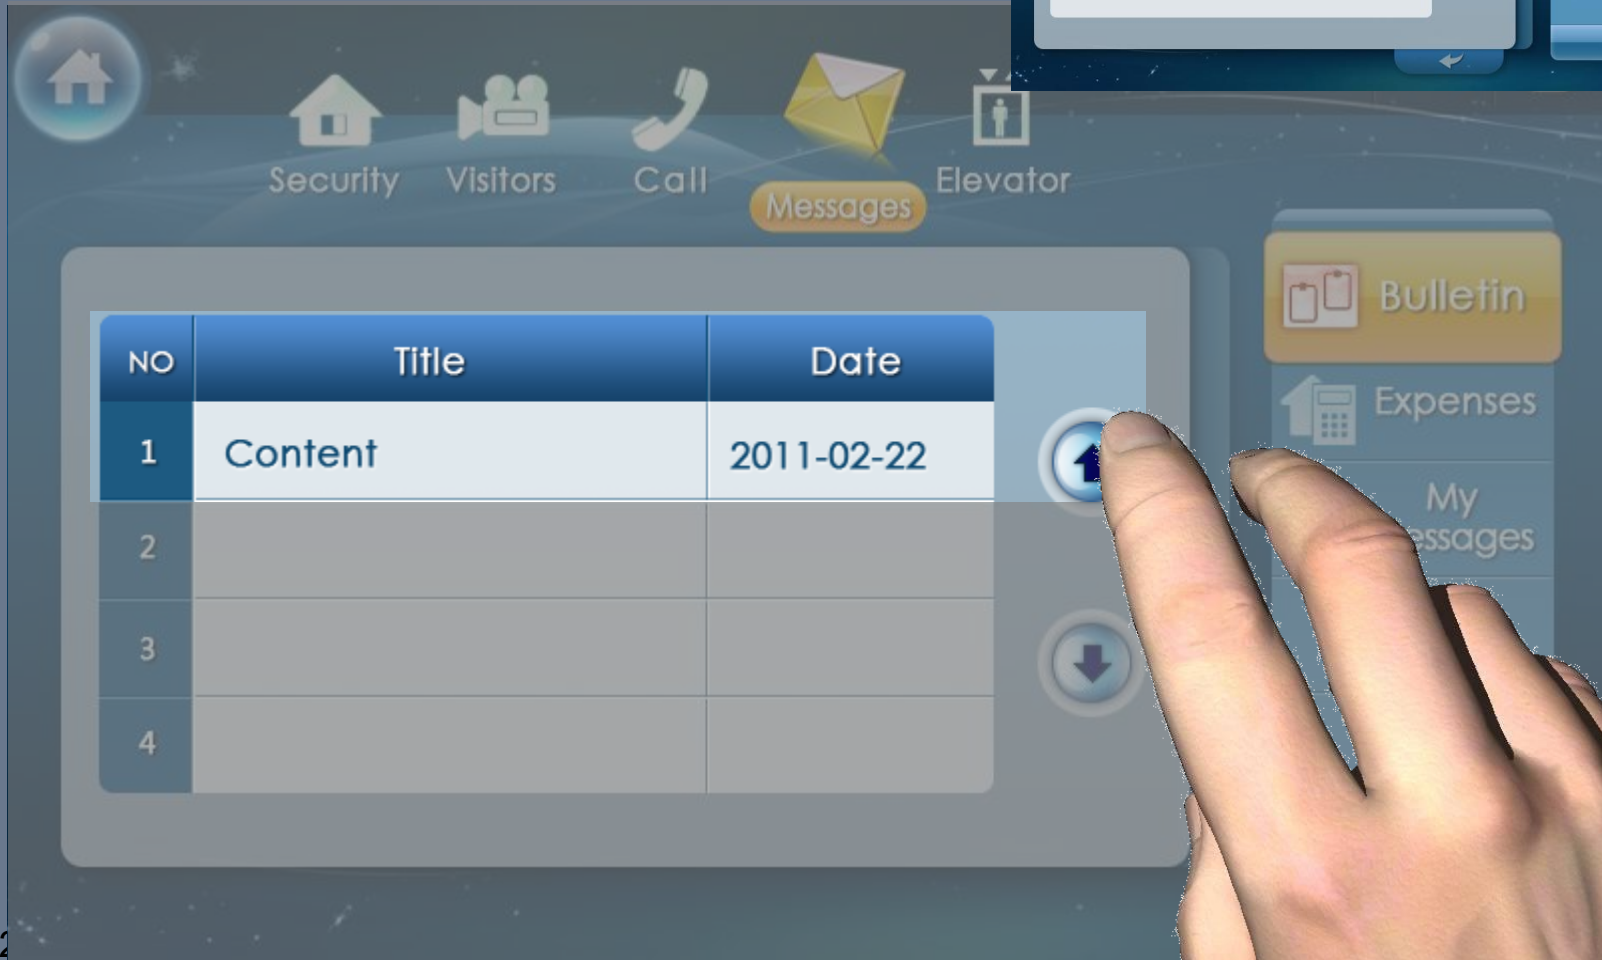 Security Visitors Call Messages Elevator
Bulletin
Expenses
My
NO Title Date
1 Content 2011-02-22
2
3
4